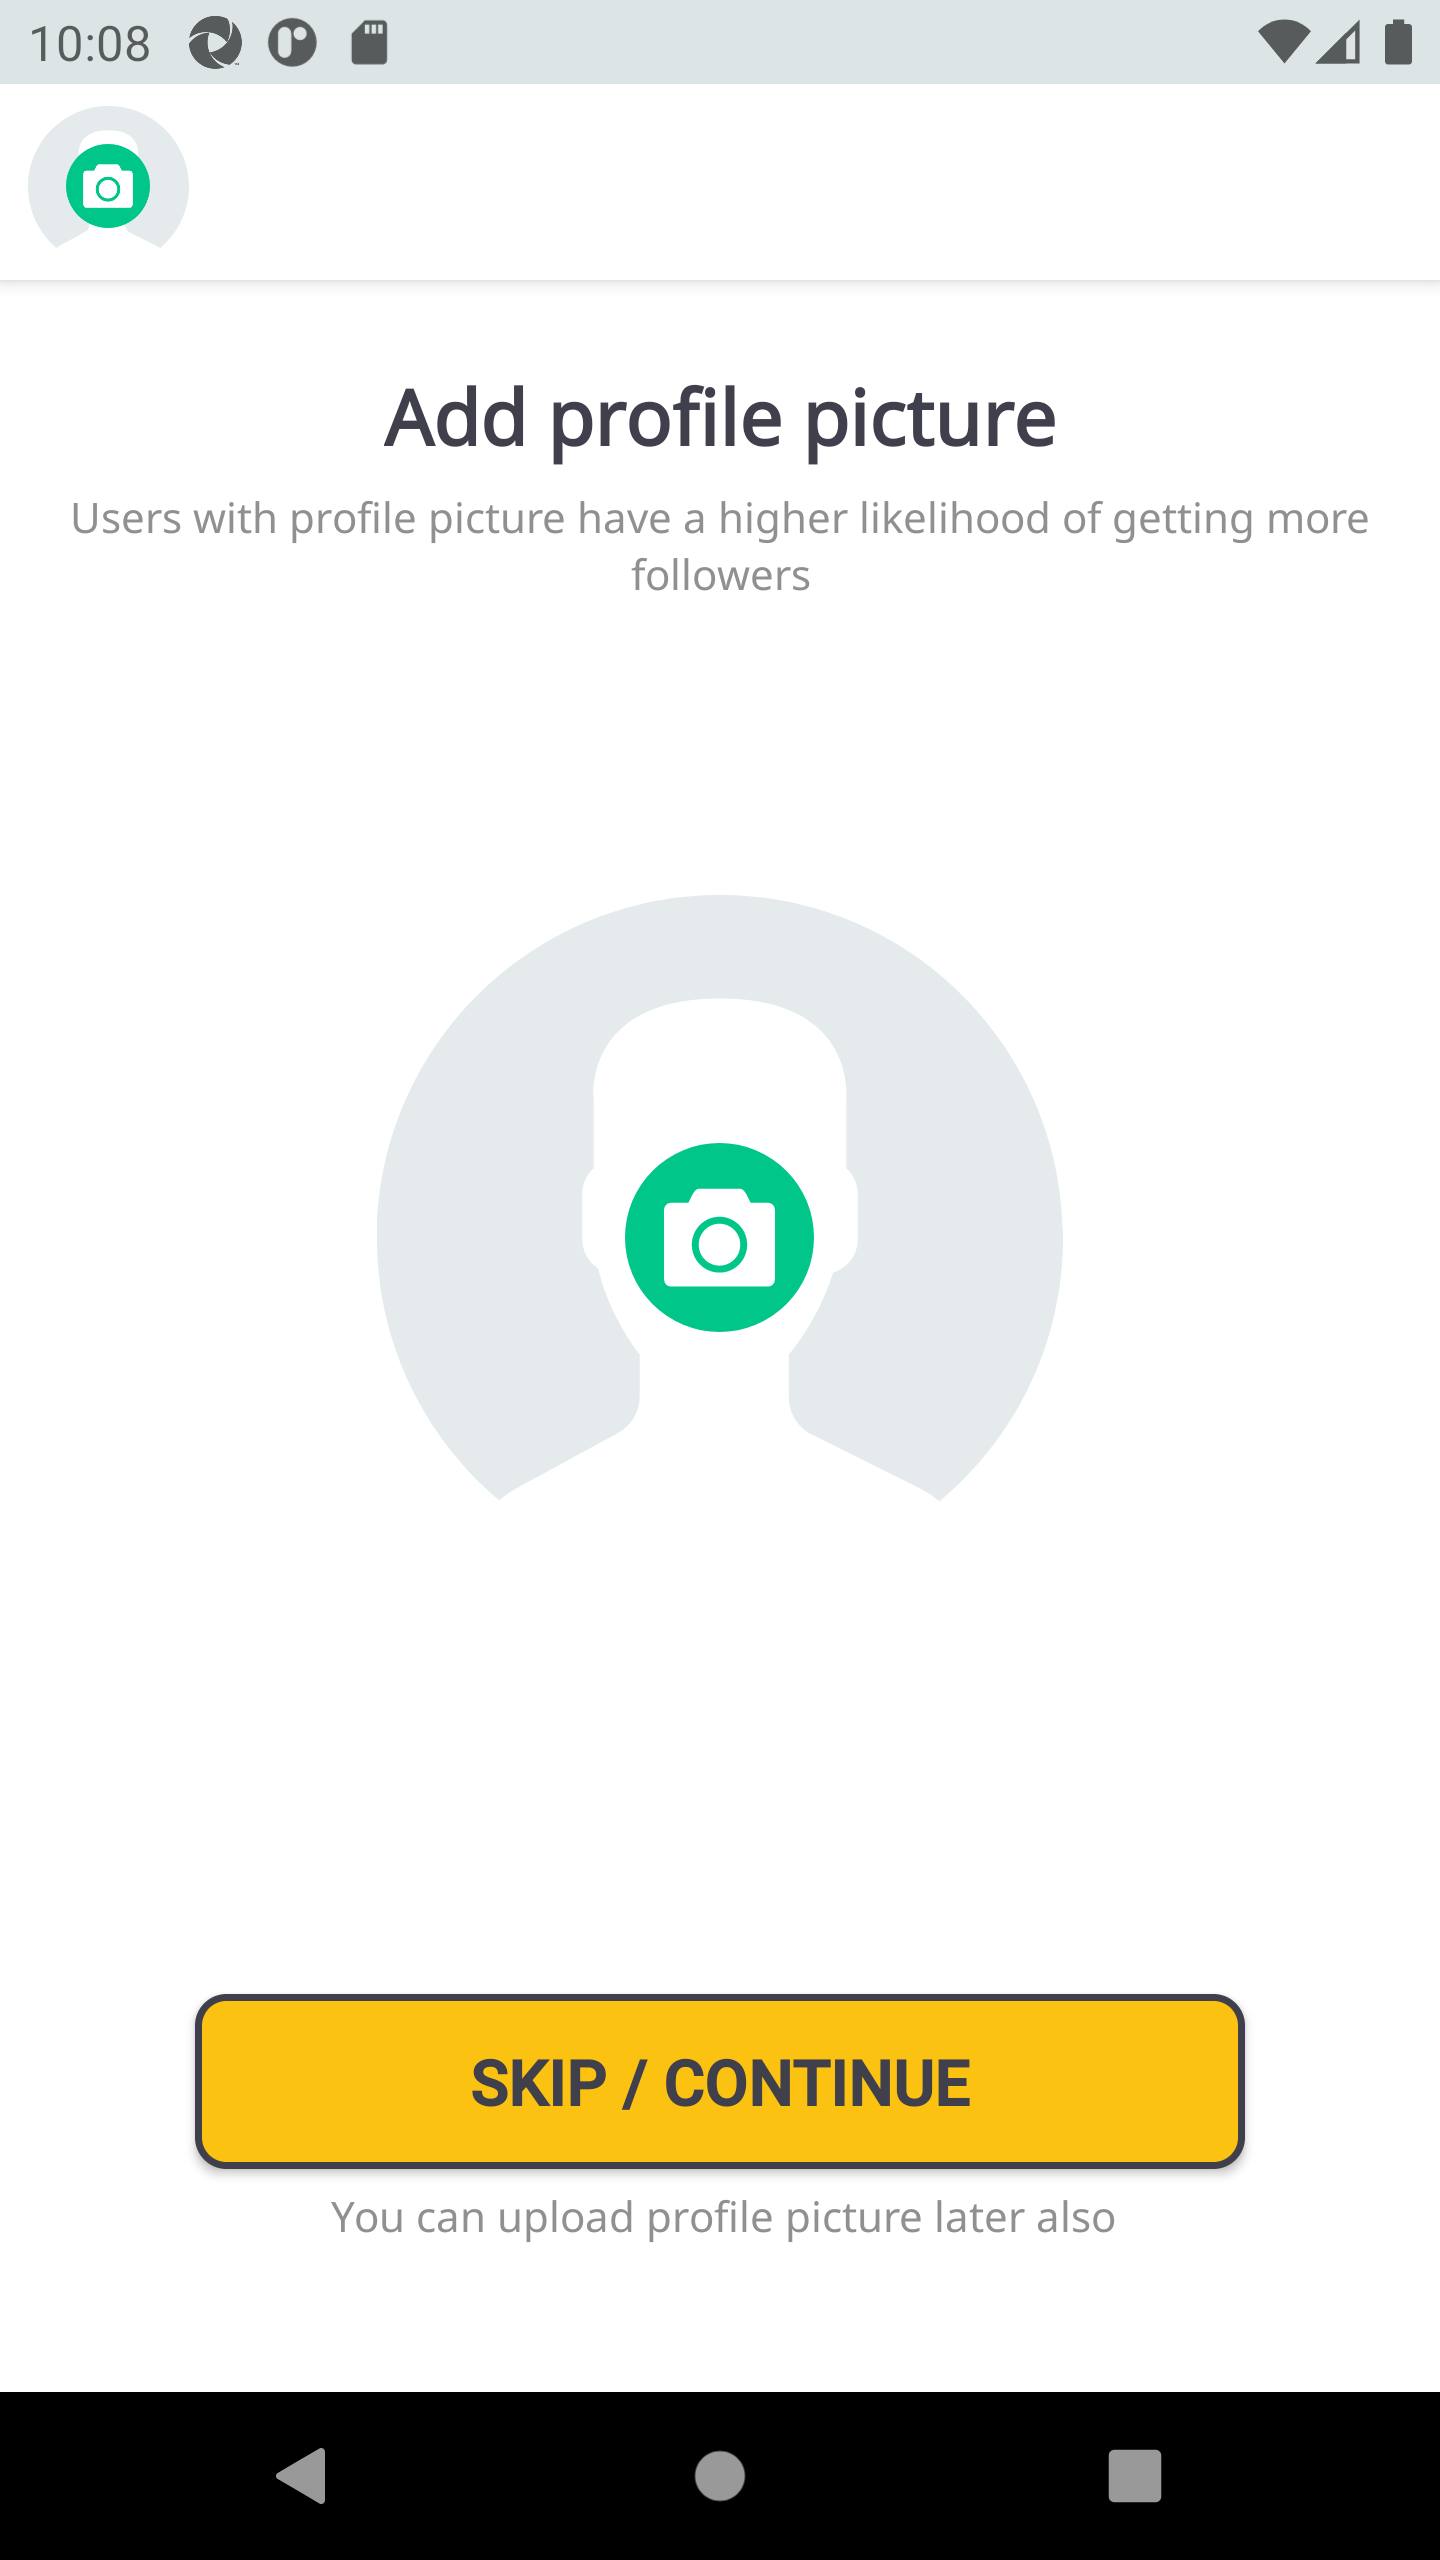 10:08
Add profile picture
Users with profile picture have a higher likelihood of getting more
followers
SKIP / CONTINUE
You can upload profile picture later also